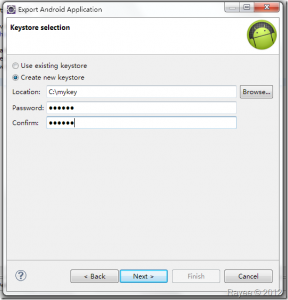 Export Android Application
Keystore selection
Use existing keystore
Create new keystore
Location: C:\mykey Browse...
Password: ••••••
Confirm: ••••••
? < Back Next > Finish Cancel
Rayee © 2012